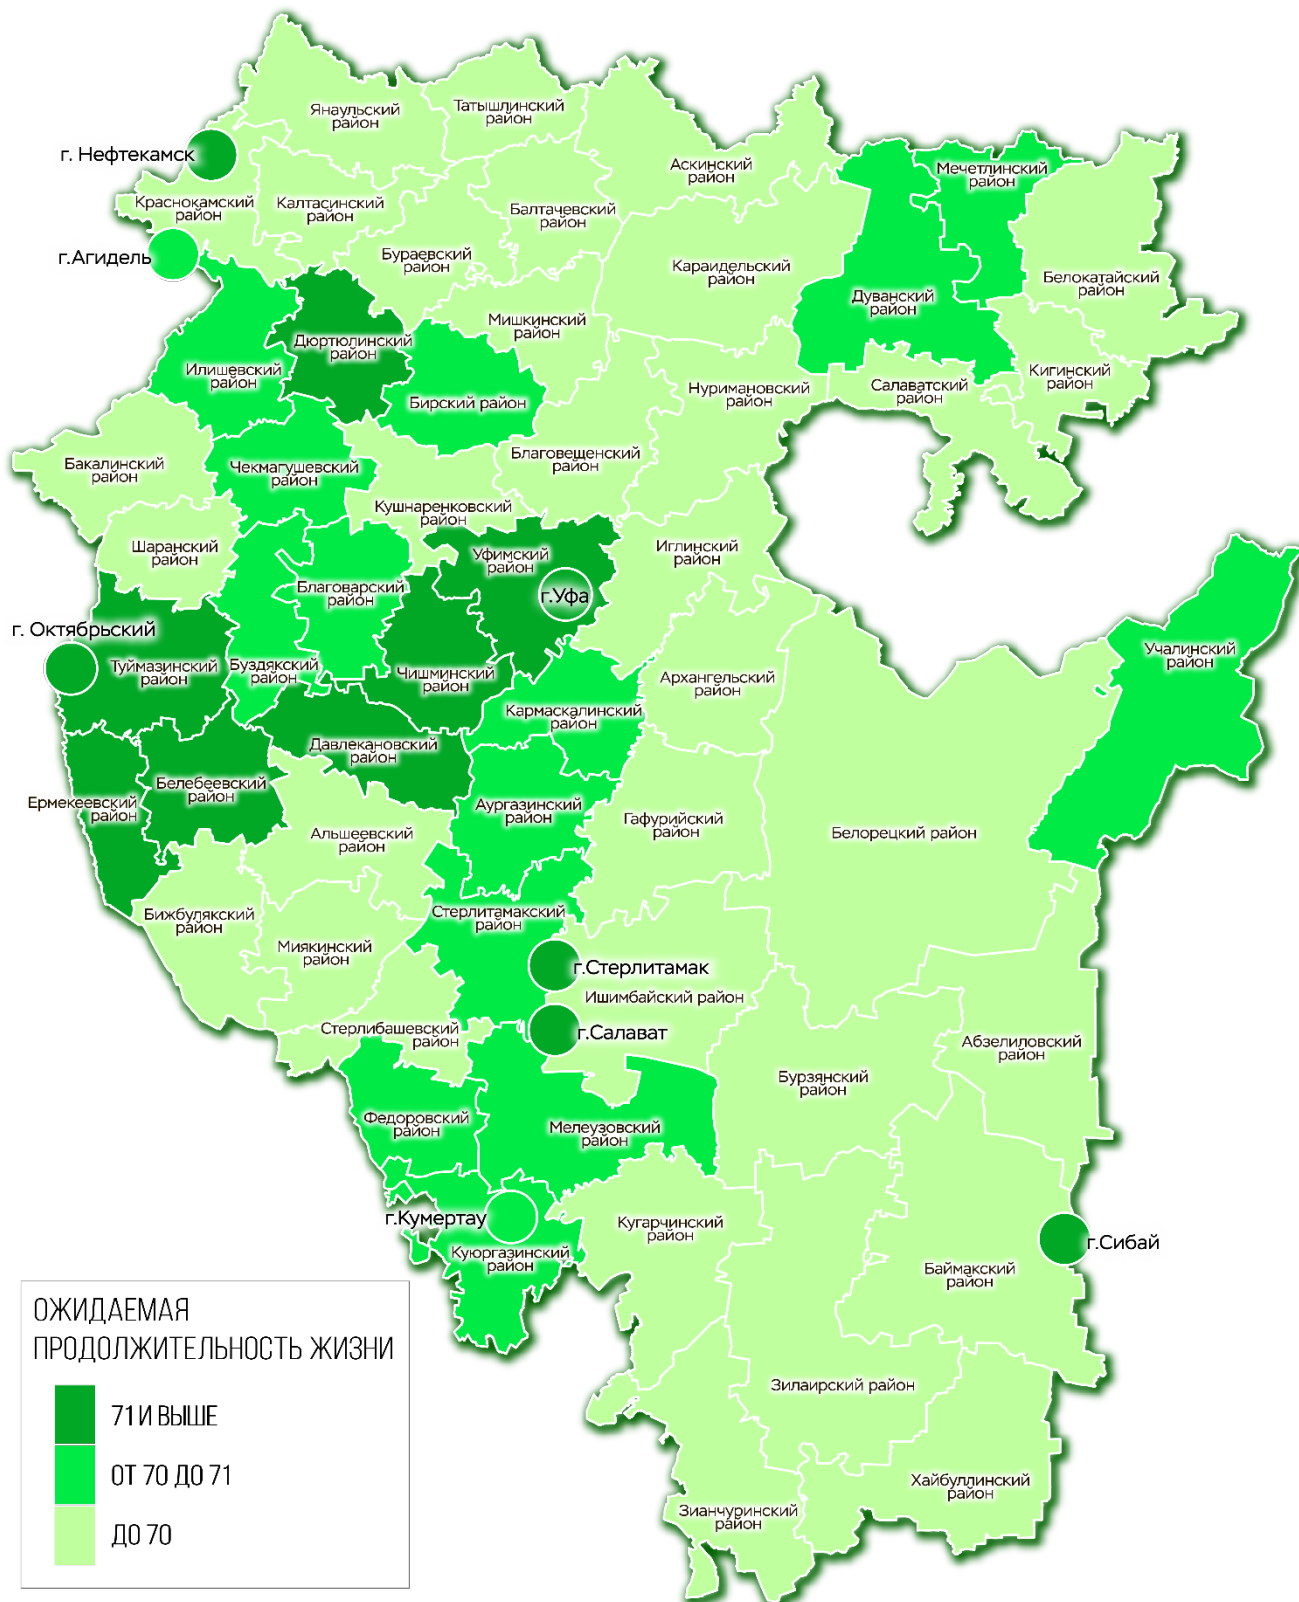 Янаульский
район
Татышлинский
район
г. Нефтекамск
Аскинский
район
Мечетлинский
район
Краснокамский
район
Калтасинский
район
Балтачевский
район
г.Агидель
Бураевский
район
Караидельский
район
Белокатайский
район
Дуванский
район
Мишкинский
район
Дюртюлинский
район
Илишевский
район
Нуримановский
район
Салаватский
район
Кигинский
район
Бирский район
Бакалинский
район
Чекмагушевский
район
Благовещенский
район
Кушнаренковский
район
Шаранский
район
Уфимский
район
Иглинский
район
Благоварский
район
г.Уфа
г. Октябрьский
Туймазинский
район
Буздякский
район
Чишминский
район
Архангельский
район
Учалинский
район
Кармаскалинский
район
Давлекановский
район
Белебеевский
район
Ермекеевский
район
Аургазинский
район
Гафурийский
район
Белорецкий район
Альшеевский
район
Бижбулякский
район
Стерлитамакский
район
Миякинский
район
г.Стерлитамак
Ишимбайский район
г.Салават
Стерлибашевский
район
Абзелиловский
район
Бурзянский
район
Федоровский
район
Мелеузовский
район
г.Кумертау
Кугарчинский
район
г.Сибай
Куюргазинский
район
Баймакский
район
Зилаирский район
Хайбуллинский
район
Зианчуринский
район
ОЖИДАЕМАЯ
ПРОДОЛЖИТЕЛЬНОСТЬ ЖИЗНИ
71 И ВЫШЕ
ОТ 70 ДО 71
ДО 70